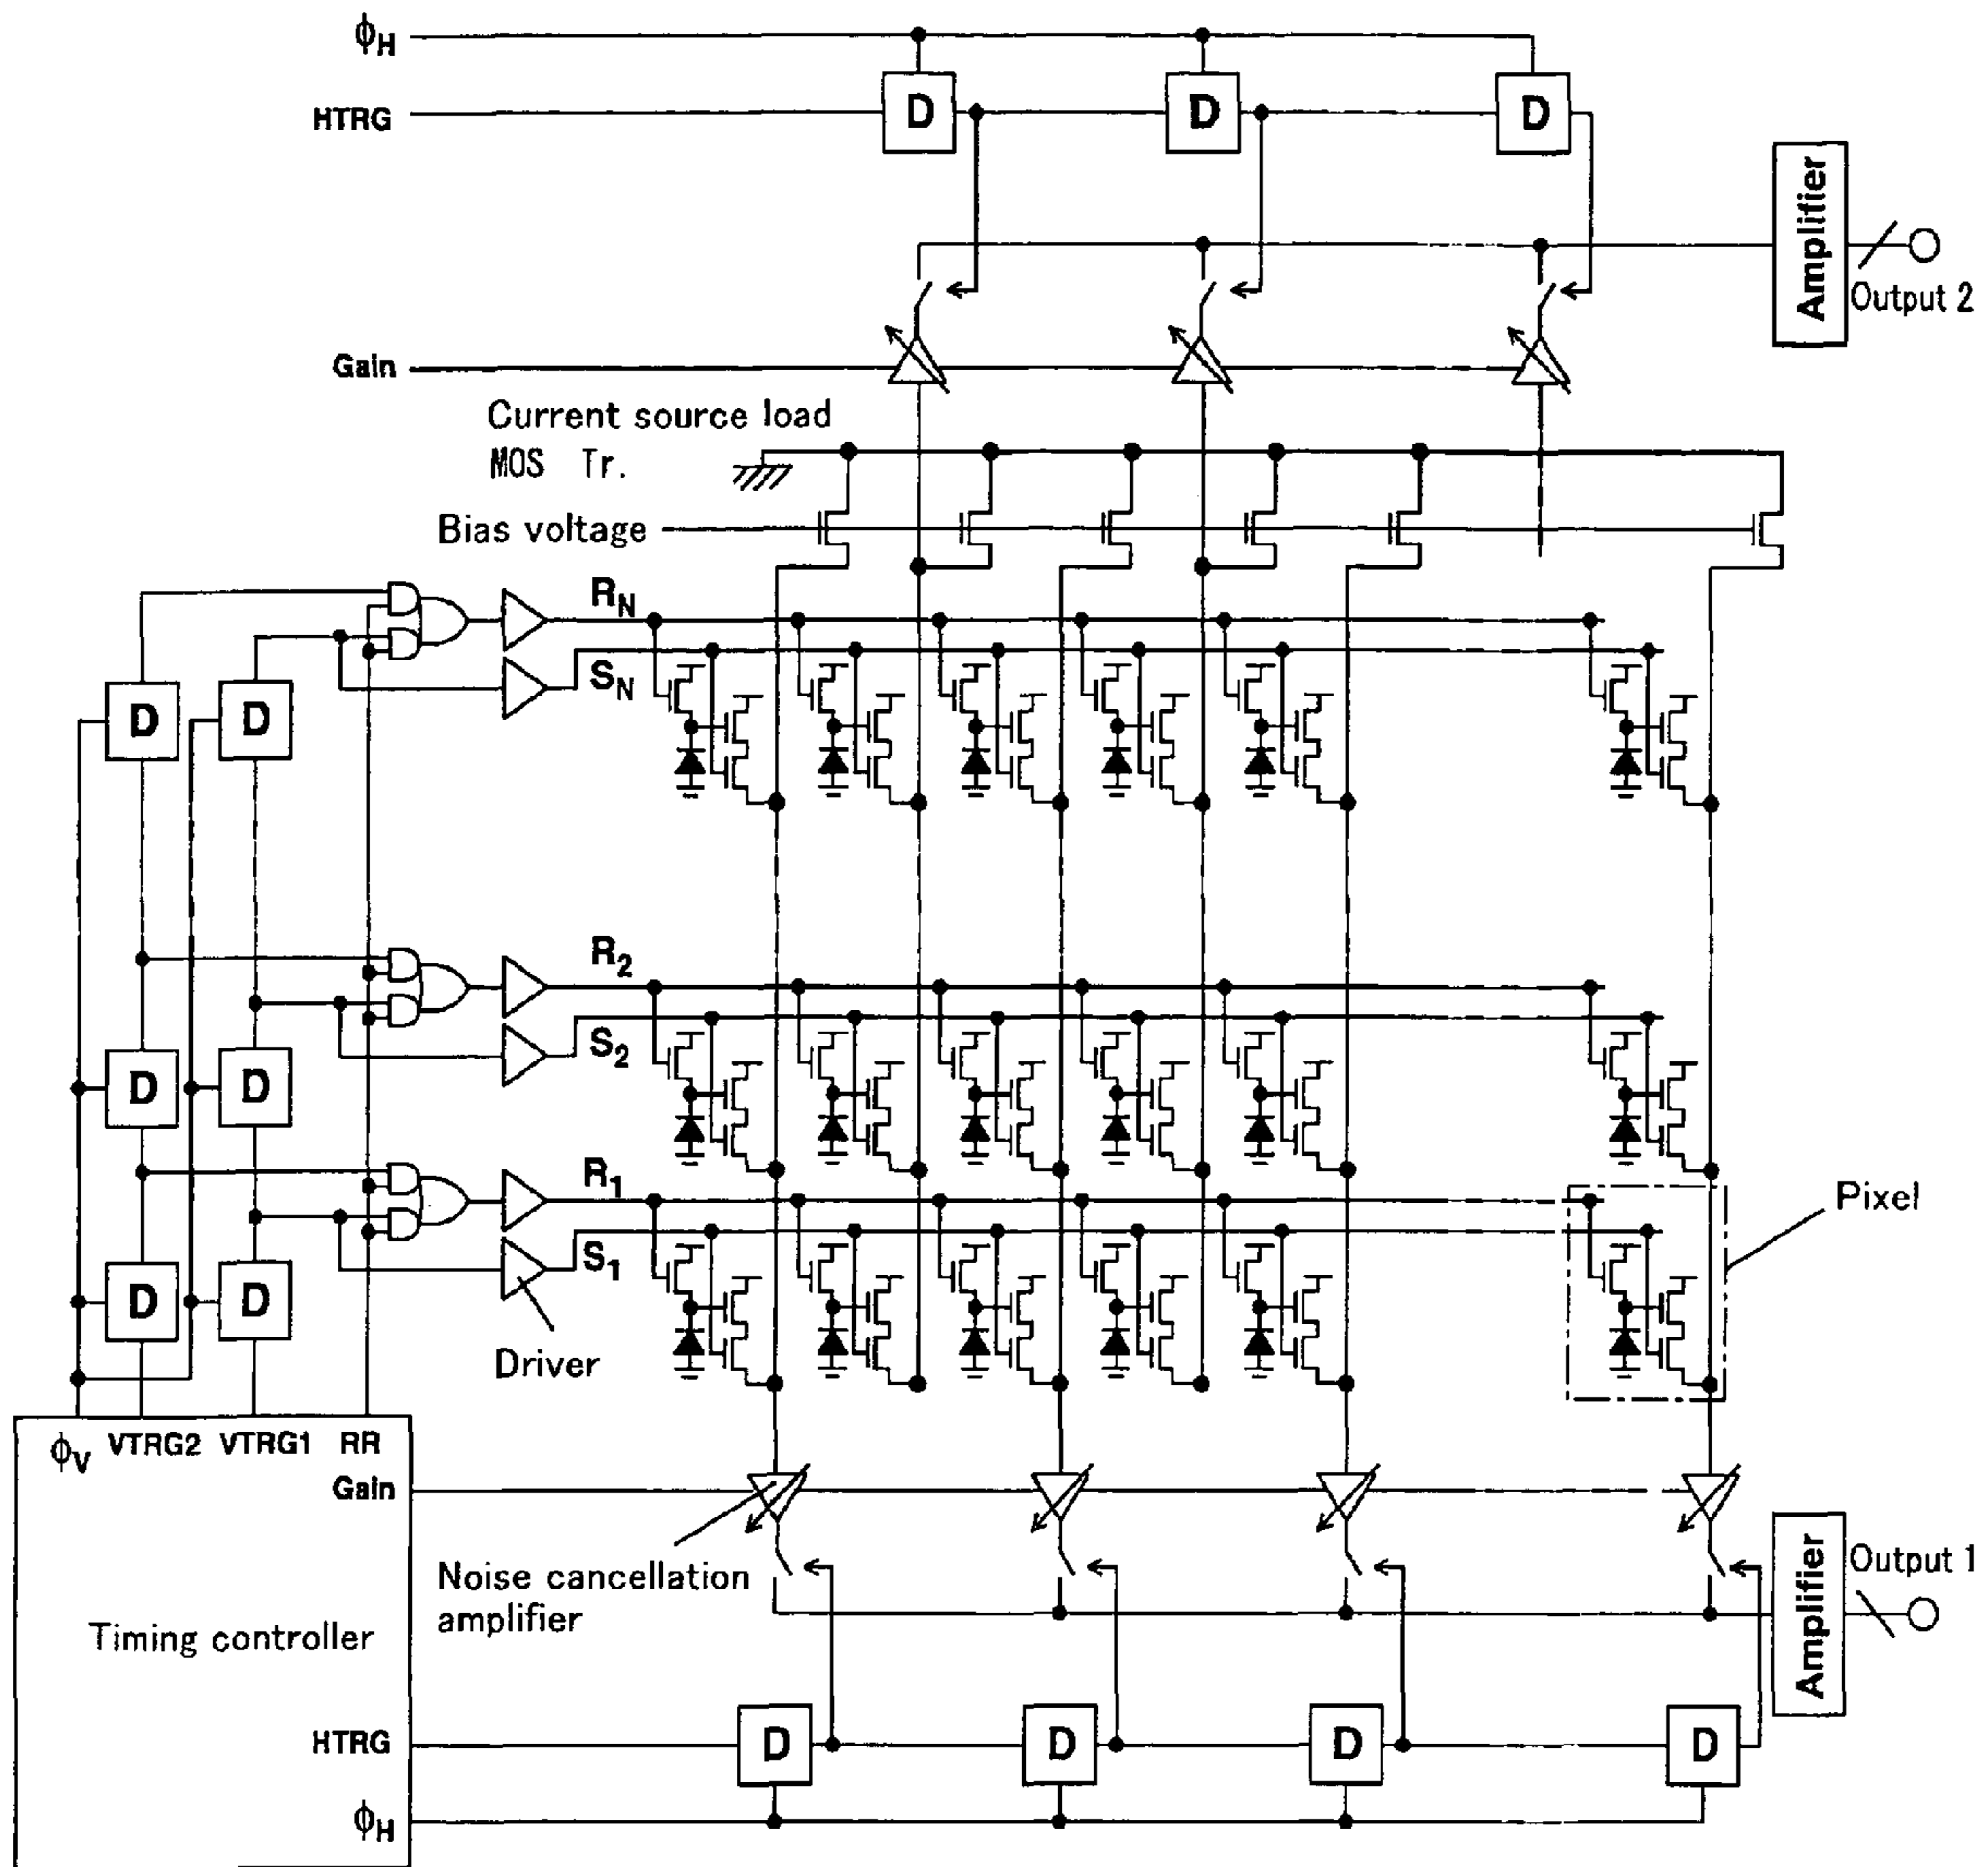 ϕH
HTRG
D D D
Amplifier
Output 2
Gain
Current source load
MOS Tr.
Bias voltage
RN
SN
D D
R2
S2
D D
R1
S1
Pixel
D D
Driver
ϕV VTRG2 VTRG1 RR
Gain
Noise cancellation
amplifier
Amplifier
Output 1
Timing controller
HTRG
D D D D
ϕH